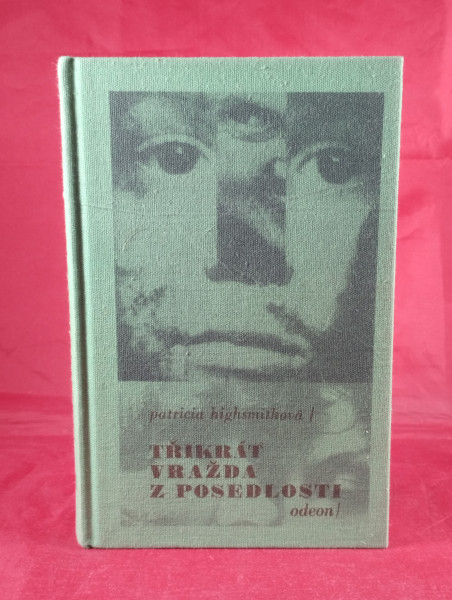 patricia highsmithová /
TŘIKRÁT
VRAŽDA
Z POSEDLOSTI
odeon /